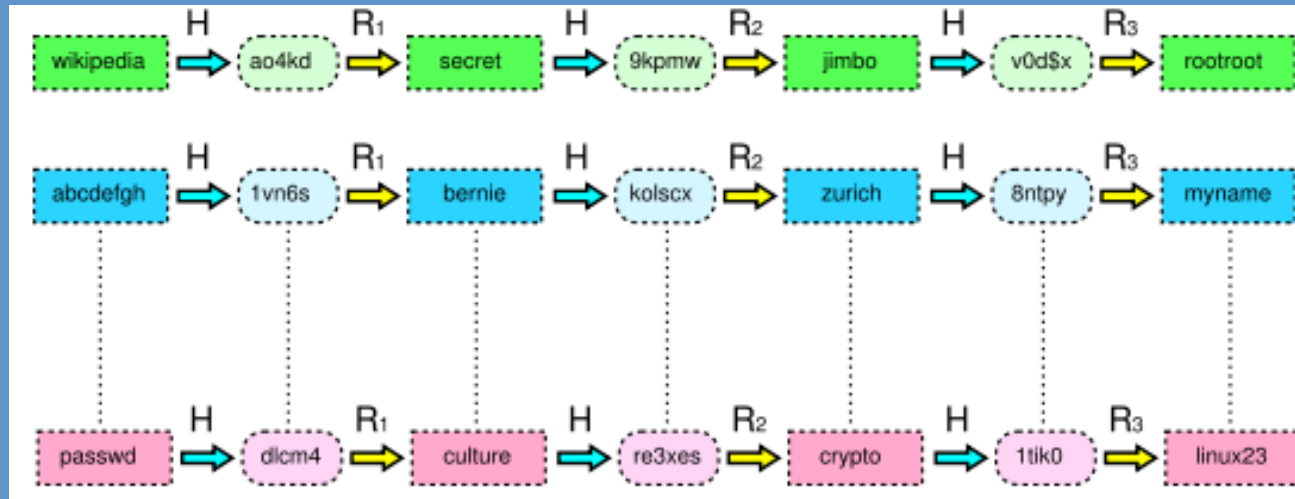 H R1 H R2 H R3
wikipedia ao4kd secret 9kpmw jimbo v0d$x rootroot
H R1 H R2 H R3
abcdefgh 1vn6s bernie kolscx zurich 8ntpy myname
H R1 H R2 H R3
passwd dlcm4 culture re3xes crypto 1tik0 linux23